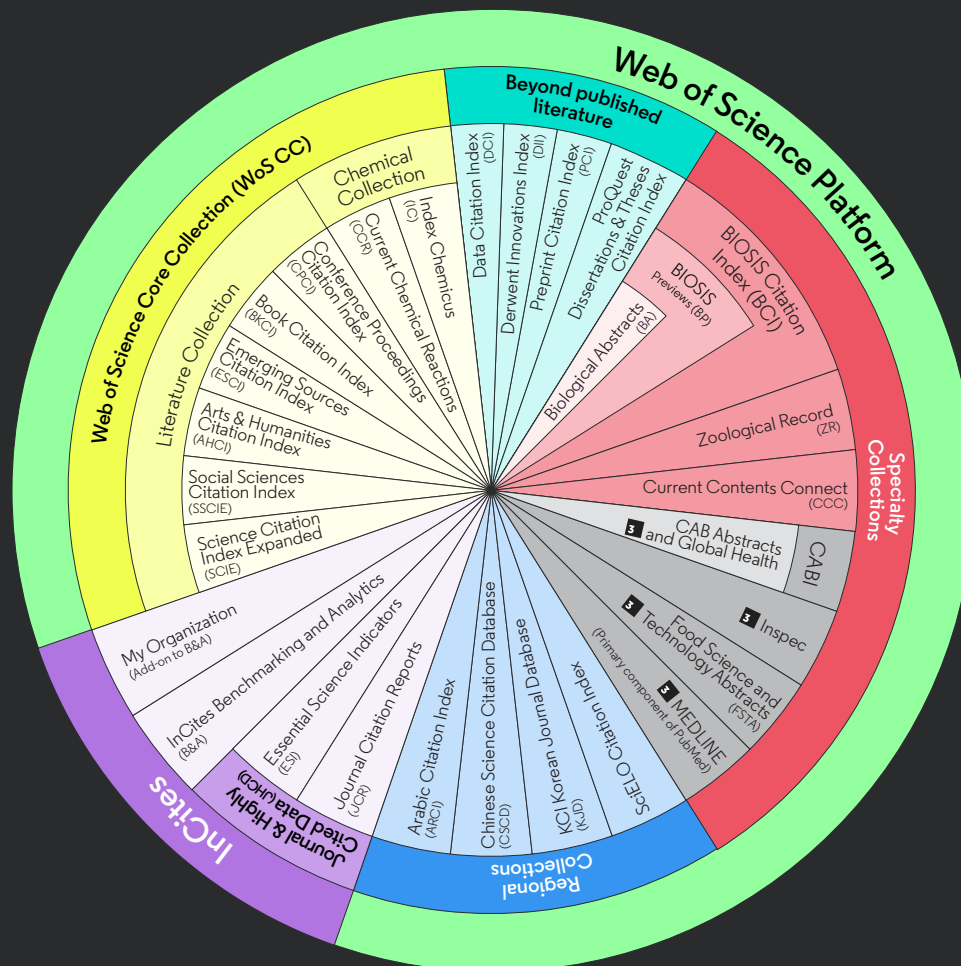 Web of Science Platform
Web of Science Core Collection (WoS CC)
Literature Collection
Science Citation
Index Expanded
(SCIE)
Social Sciences
Citation Index
(SSCIE)
Arts & Humanities
Citation Index
(AHCI)
Emerging Sources
Citation Index
(ESCI)
Book Citation Index
(BKCI)
Conference Proceedings
Citation Index
(CPCI)
Chemical
Collection
Current Chemical Reactions
(CCR)
Index Chemicus
(IC)
Beyond published
literature
Data Citation Index
(DCI)
Derwent Innovations Index
(DII)
Preprint Citation Index
(PCI)
ProQuest
Dissertations & Theses
Citation Index
Specialty
Collections
BIOSIS Citation
Index (BCI)
BIOSIS
Previews (BP)
Biological Abstracts
(BA)
Zoological Record
(ZR)
Current Contents Connect
(CCC)
CABI
3 CAB Abstracts
and Global Health
3 Inspec
3 Food Science and
Technology Abstracts
(FSTA)
3 MEDLINE
(Primary component of PubMed)
Regional
Collections
SciELO Citation Index
KCI Korean Journal Database
(KJD)
Chinese Science Citation Database
(CSCD)
Arabic Citation Index
(ARCI)
InCites
Journal & Highly
Cited Data (JHCD)
Journal Citation Reports
(JCR)
Essential Science Indicators
(ESI)
InCites Benchmarking and Analytics
(B&A)
My Organization
(Add-on to B&A)